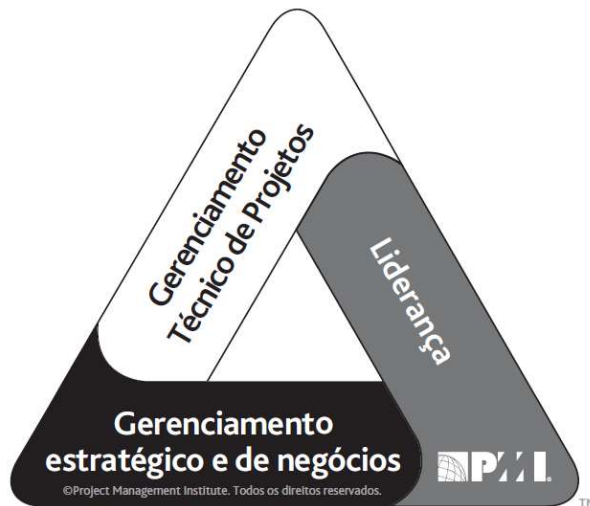 Gerenciamento
Técnico de Projetos
Liderança
Gerenciamento
estratégico e de negócios
©Project Management Institute. Todos os direitos reservados.
PMI.
TM